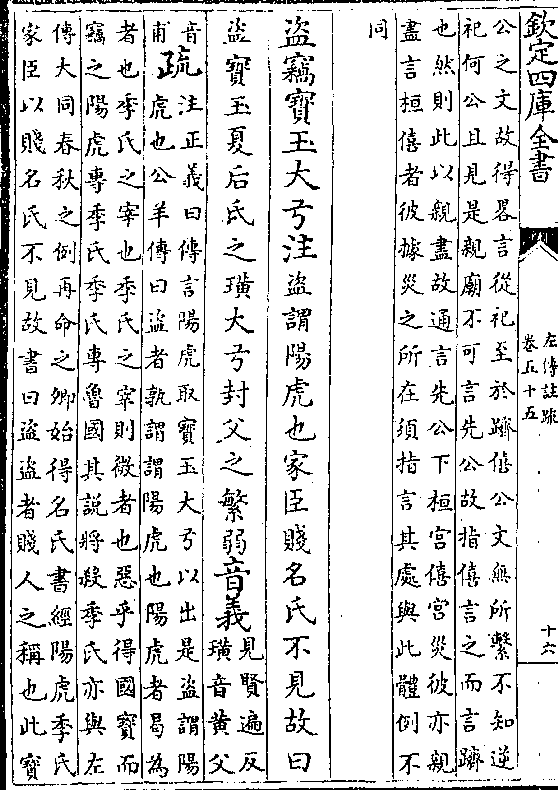 欽定四庫全書
左傳註疏
卷五十五
十六
公之文故得畧言從祀至於躋僖公文無所繫不知逆
祀何公且見是親廟不可言先公故指僖言之而言躋
也然則此以親盡故通言先公下桓宫僖宫災彼亦親
盡言桓僖者彼據災之所在須指言其處與此體例不
同
盜竊寶玉大弓注盜謂陽虎也家臣賤名氏不見故曰
盜寶玉夏后氏之璜大弓封父之繁弱音義見賢遍反
璜音黄父
音
甫疏注正義曰傳言陽虎取寶玉大弓以出是盜謂陽
虎也公羊傳曰盜者孰謂謂陽虎也陽虎者曷為
者也季氏之宰也季氏之宰則微者也惡乎得國寶而
竊之陽虎專季氏季氏專魯國其說將殺季氏亦與左
傳大同春秋之例再命之卿始得名氏書經陽虎季氏
家臣以賤名氏不見故書曰盜盜者賤人之稱也此寶